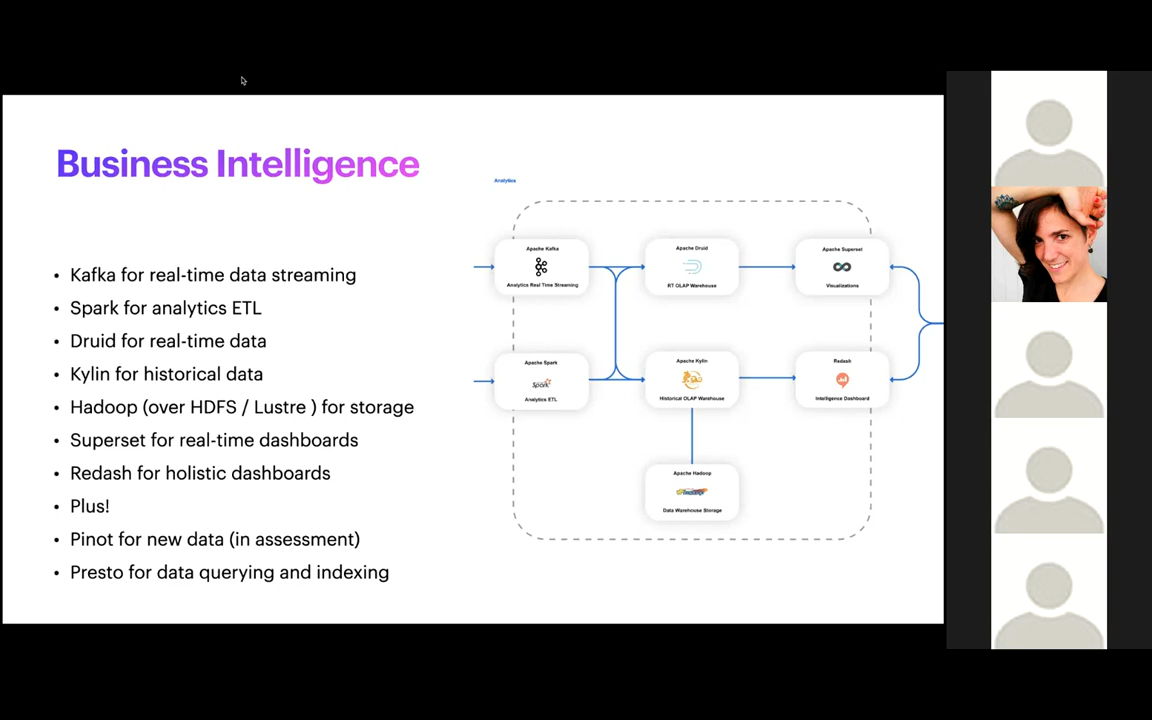 Business Intelligence
• Kafka for real-time data streaming
• Spark for analytics ETL
• Druid for real-time data
• Kylin for historical data
• Hadoop (over HDFS / Lustre ) for storage
• Superset for real-time dashboards
• Redash for holistic dashboards
• Plus!
• Pinot for new data (in assessment)
• Presto for data querying and indexing
Analytics
Apache Kafka
Analytics Real Time Streaming
Apache Druid
RT OLAP Warehouse
Apache Superset
Visualizations
Apache Spark
Spark
Analytics ETL
Apache Kylin
Historical OLAP Warehouse
Redash
Intelligence Dashboard
Apache Hadoop
hadoop
Data Warehouse Storage